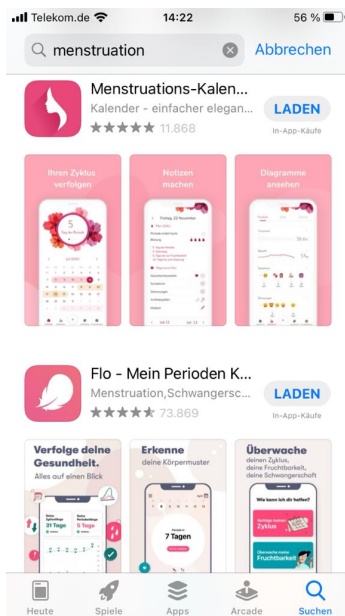 Telekom.de 14:22 56 %
menstruation Abbrechen
Menstruations-Kalen...
Kalender - einfacher elegan...
LADEN
11.868
In-App-Käufe
Ihren Zyklus
verfolgen
Notizen
machen
Diagramme
ansehen
Flo - Mein Perioden K...
Menstruation,Schwangersc...
LADEN
73.869
In-App-Käufe
Verfolge deine
Gesundheit.
Alles auf einen Blick
31 Tage
5 Tage
Erkenne
deine Körpermuster
7 Tagen
Überwache
deinen Zyklus,
deine Fruchtbarkeit,
deine Schwangerschaft
Wie kann ich dir helfen?
Zyklus
Überwache meine
Fruchtbarkeit
Heute
Spiele
Apps
Arcade
Suchen